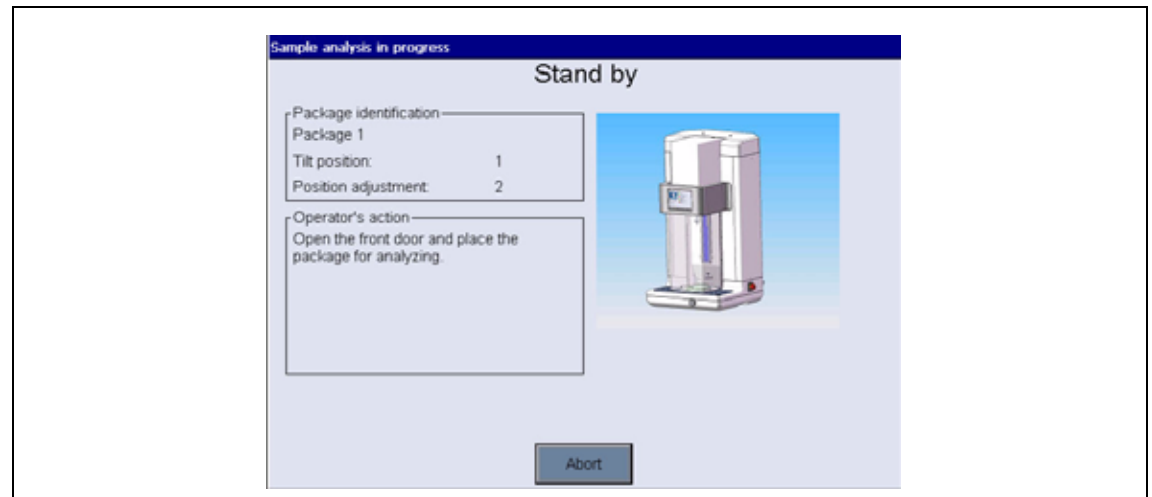 Sample analysis in progress
Stand by
Package identification
Package 1
Tilt position: 1
Position adjustment: 2
Operator's action
Open the front door and place the
package for analyzing.
Abort